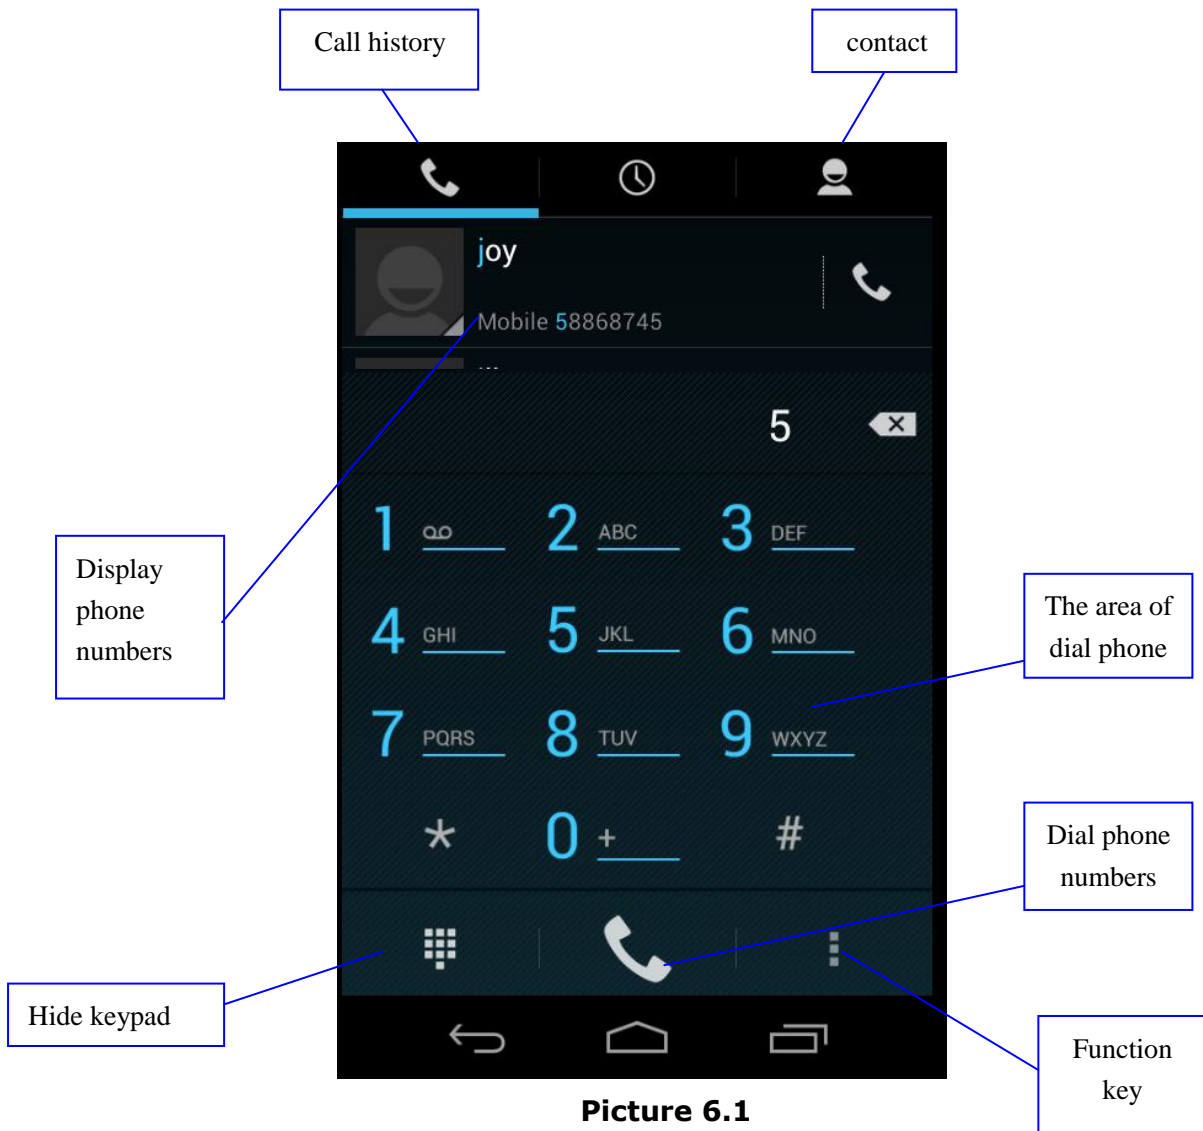 Call history
contact
joy
Mobile 58868745
5
1
2 ABC
3 DEF
Display
phone
numbers
The area of
dial phone
4 GHI
5 JKL
6 MNO
7 PQRS
8 TUV
9 WXYZ
*
0 +
#
Dial phone
numbers
Hide keypad
Function
key
Picture 6.1